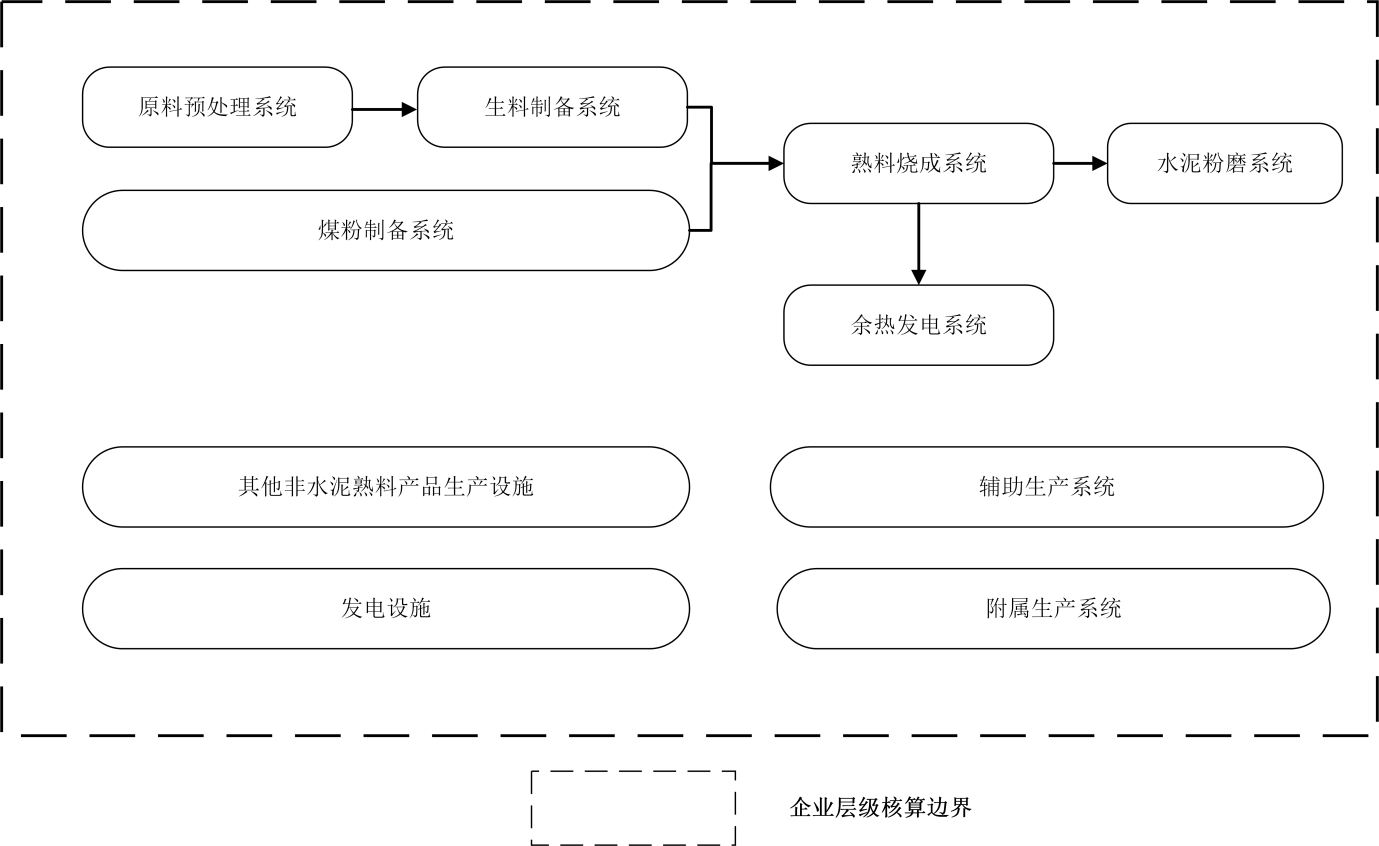 原料预处理系统
生料制备系统
熟料烧成系统
水泥粉磨系统
煤粉制备系统
余热发电系统
其他非水泥熟料产品生产设施
辅助生产系统
发电设施
附属生产系统
企业层级核算边界